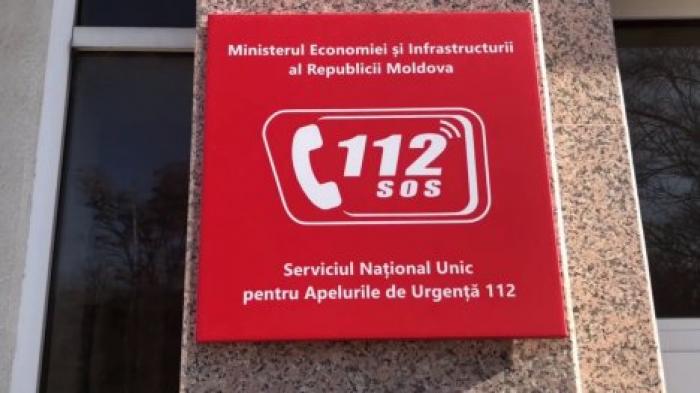 Ministerul Economiei și Infrastructurii
al Republicii Moldova
112
SOS
Serviciul Național Unic
pentru Apelurile de Urgență 112